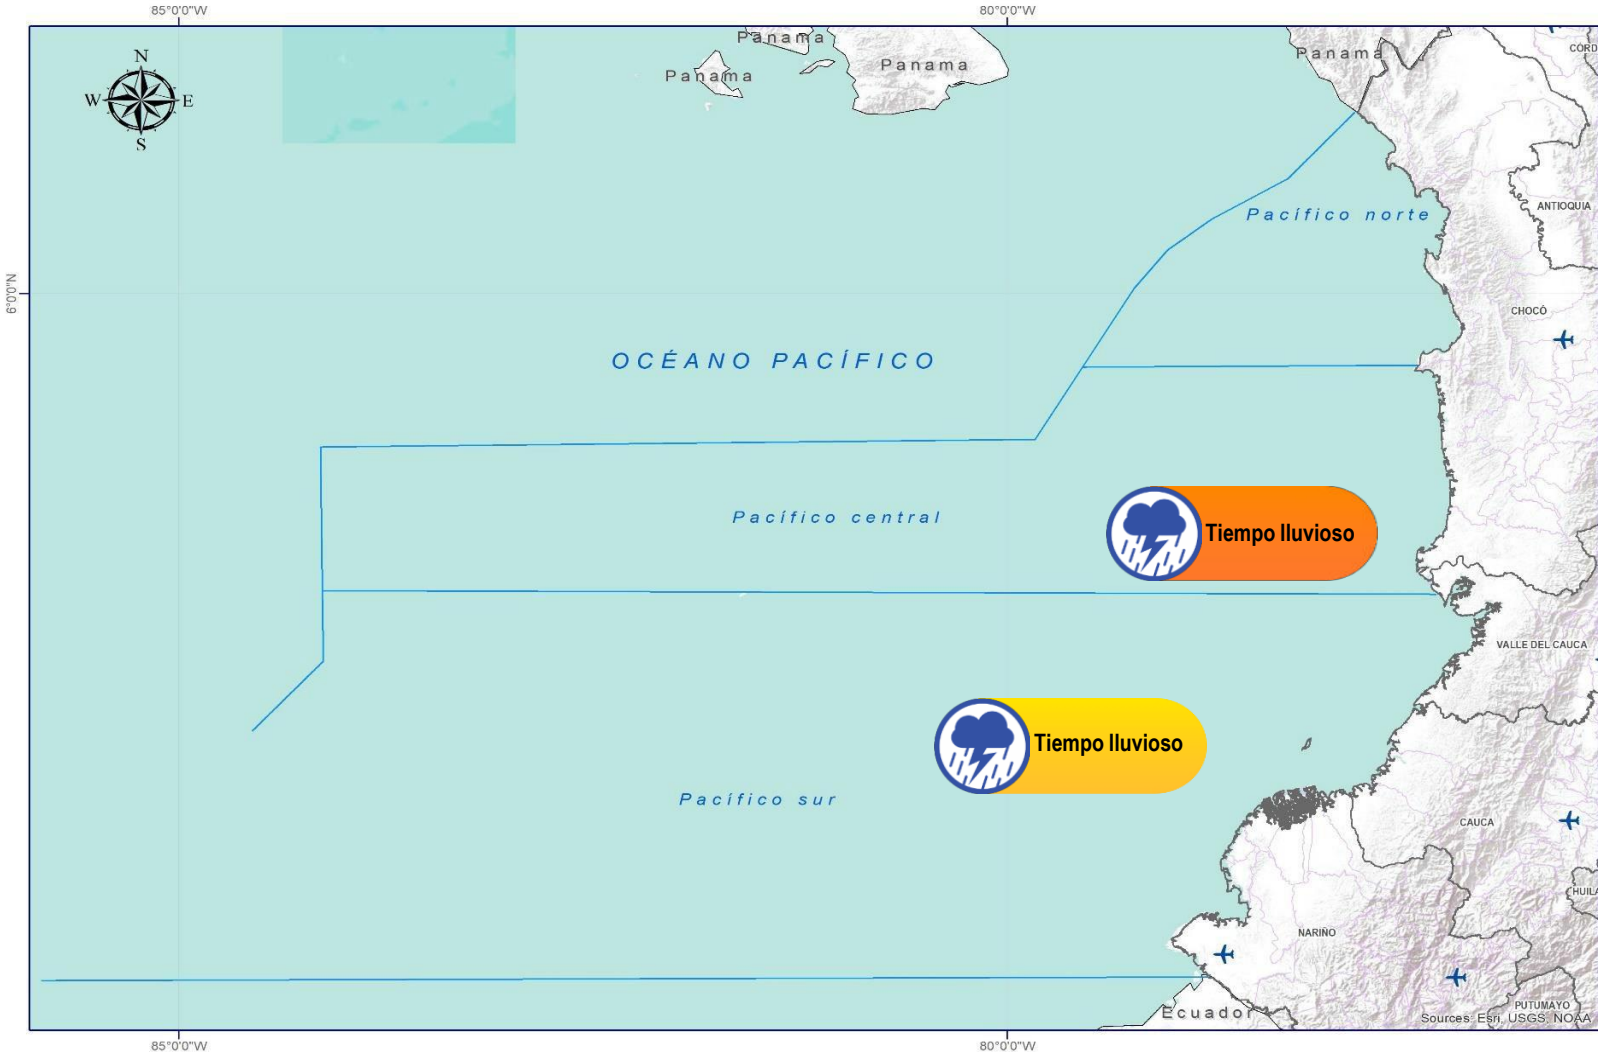 85°0'0"W
80°0'0"W
Panama
Panama
Panama
Panama
CÓRD
N
W
E
S
ANTIOQUIA
Pacífico norte
6°0'0"N
CHOCÓ
OCÉANO PACÍFICO
Pacífico central
Tiempo lluvioso
VALLE DEL CAUCA
Tiempo lluvioso
Pacífico sur
CAUCA
HUILA
NARIÑO
PUTUMAYO
Ecuador
Sources: Esri, USGS, NOAA
85°0'0"W
80°0'0"W